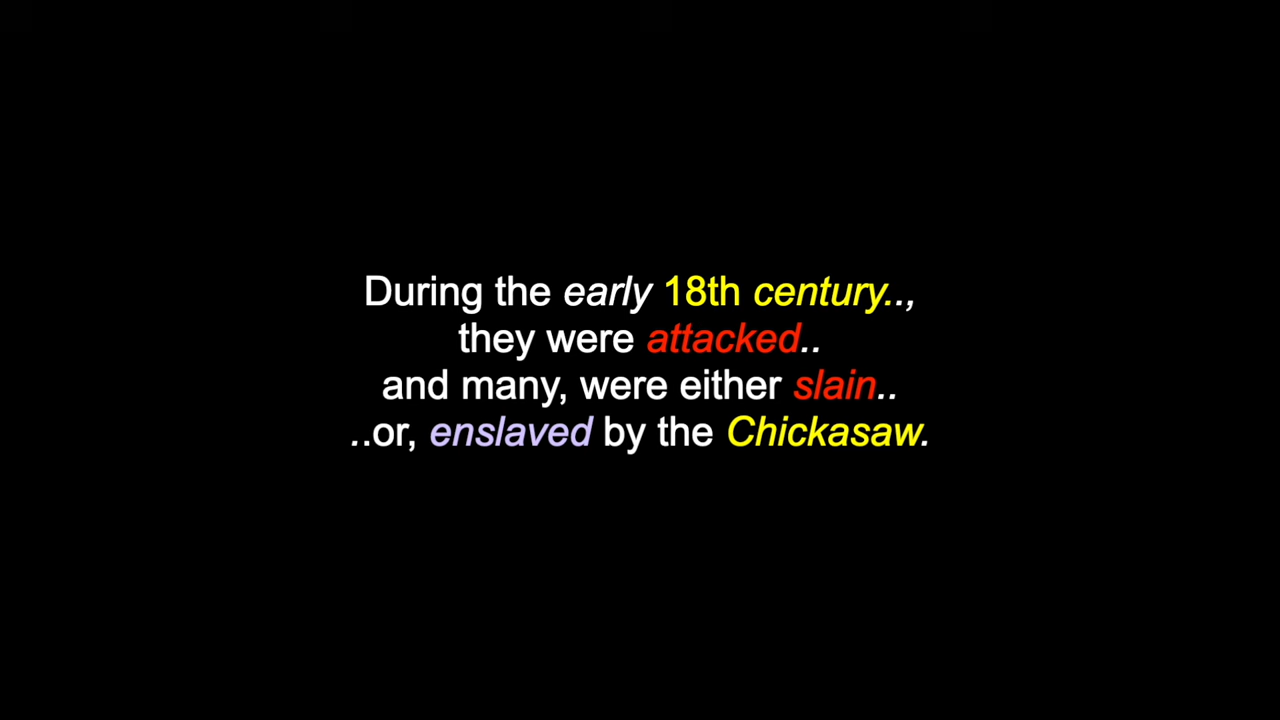 During the early 18th century..,
they were attacked..
and many, were either slain..
..or, enslaved by the Chickasaw.